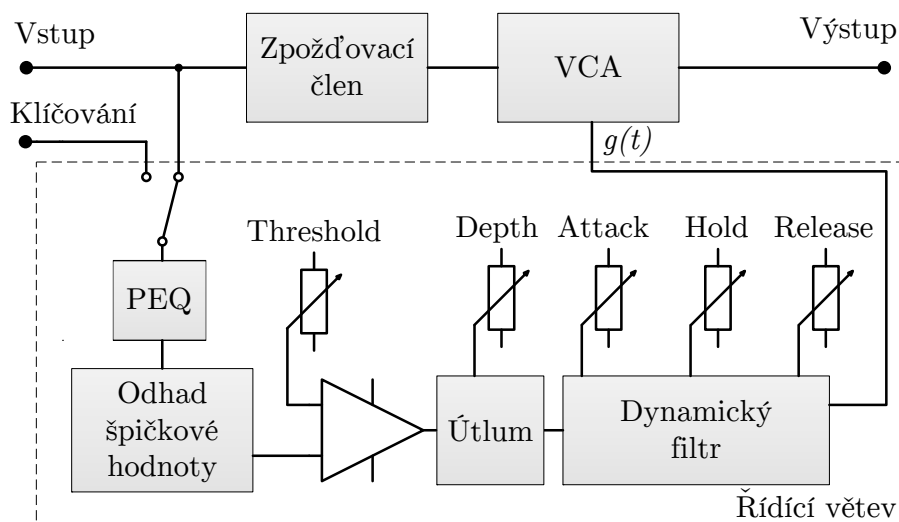 Vstup
Zpožďovací
člen
VCA
Výstup
Klíčování
g(t)
Threshold
Depth
Attack
Hold
Release
PEQ
Odhad
špičkové
hodnoty
Útlum
Dynamický
filtr
Řídící větev